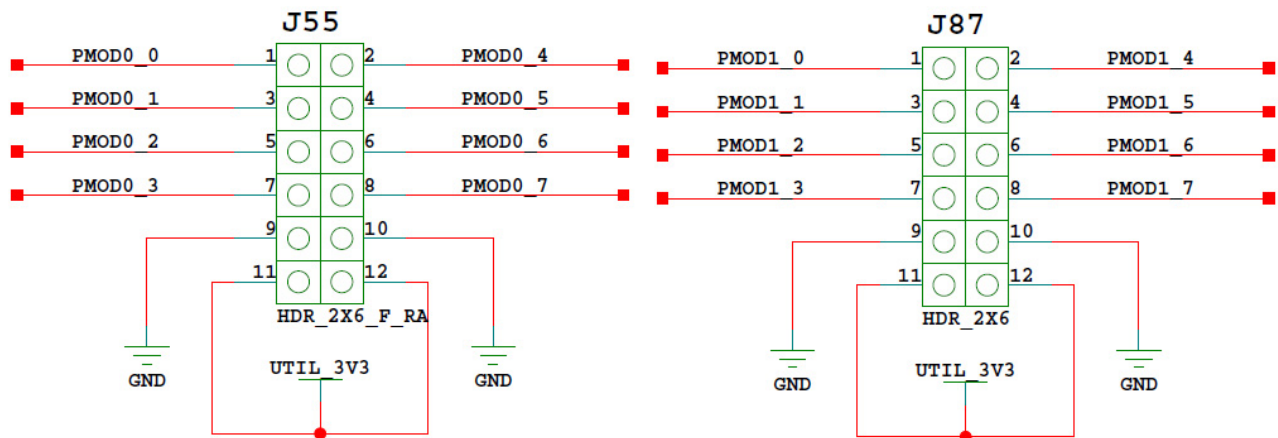 J55
PMOD0_0 1 2 PMOD0_4
PMOD0_1 3 4 PMOD0_5
PMOD0_2 5 6 PMOD0_6
PMOD0_3 7 8 PMOD0_7
9 10
11 12
HDR_2X6_F_RA
UTIL_3V3
GND GND
J87
PMOD1_0 1 2 PMOD1_4
PMOD1_1 3 4 PMOD1_5
PMOD1_2 5 6 PMOD1_6
PMOD1_3 7 8 PMOD1_7
9 10
11 12
HDR_2X6
UTIL_3V3
GND GND